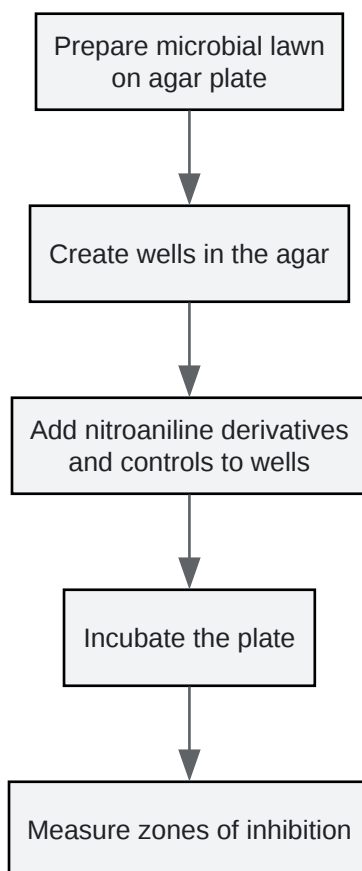 Prepare microbial lawn
on agar plate
Create wells in the agar
Add nitroaniline derivatives
and controls to wells
Incubate the plate
Measure zones of inhibition